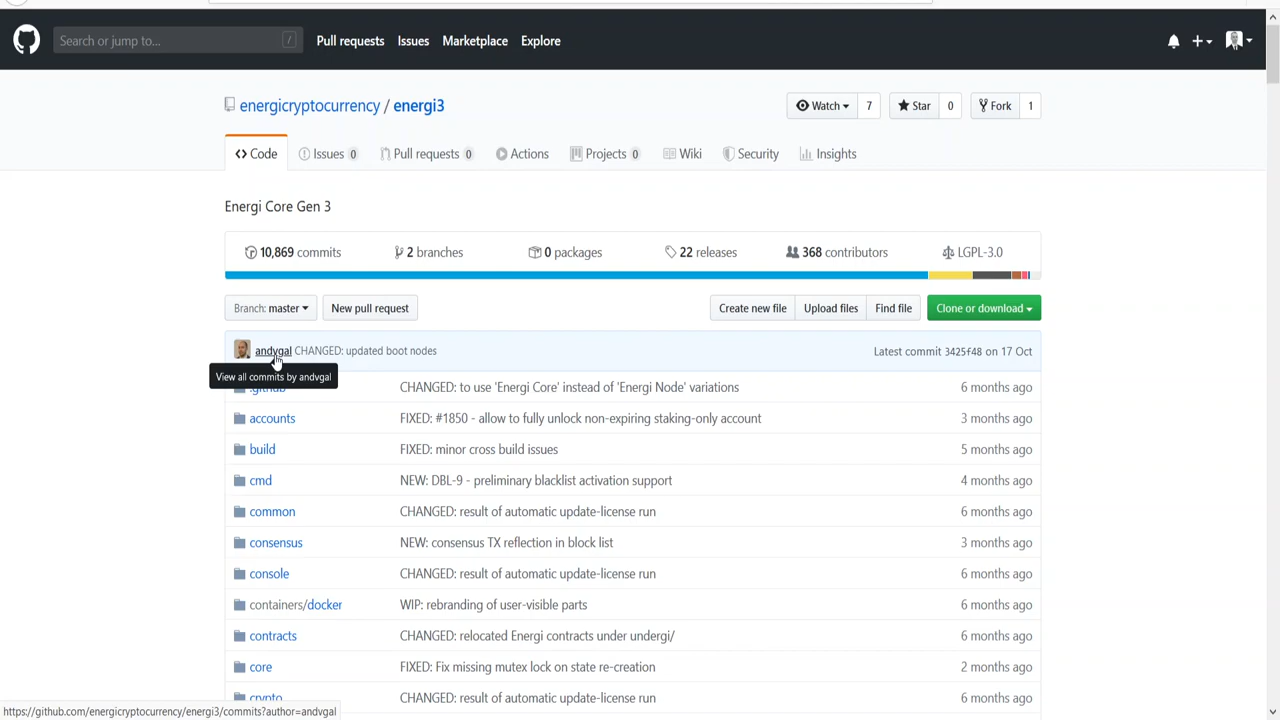 Search or jump to... / Pull requests Issues Marketplace Explore
energicryptocurrency / energi3 Watch 7 Star 0 Fork 1
Code Issues 0 Pull requests 0 Actions Projects 0 Wiki Security Insights
Energi Core Gen 3
10,869 commits 2 branches 0 packages 22 releases 368 contributors LGPL-3.0
Branch: master New pull request Create new file Upload files Find file Clone or download
andvgal CHANGED: updated boot nodes Latest commit 3425f48 on 17 Oct
View all commits by andvgal
.github CHANGED: to use 'Energi Core' instead of 'Energi Node' variations 6 months ago
accounts FIXED: #1850 - allow to fully unlock non-expiring staking-only account 3 months ago
build FIXED: minor cross build issues 5 months ago
cmd NEW: DBL-9 - preliminary blacklist activation support 4 months ago
common CHANGED: result of automatic update-license run 6 months ago
consensus NEW: consensus TX reflection in block list 3 months ago
console CHANGED: result of automatic update-license run 6 months ago
containers/docker WIP: rebranding of user-visible parts 6 months ago
contracts CHANGED: relocated Energi contracts under undergi/ 6 months ago
core FIXED: Fix missing mutex lock on state re-creation 2 months ago
crypto CHANGED: result of automatic update-license run 6 months ago
https://github.com/energicryptocurrency/energi3/commits?author=andvgal